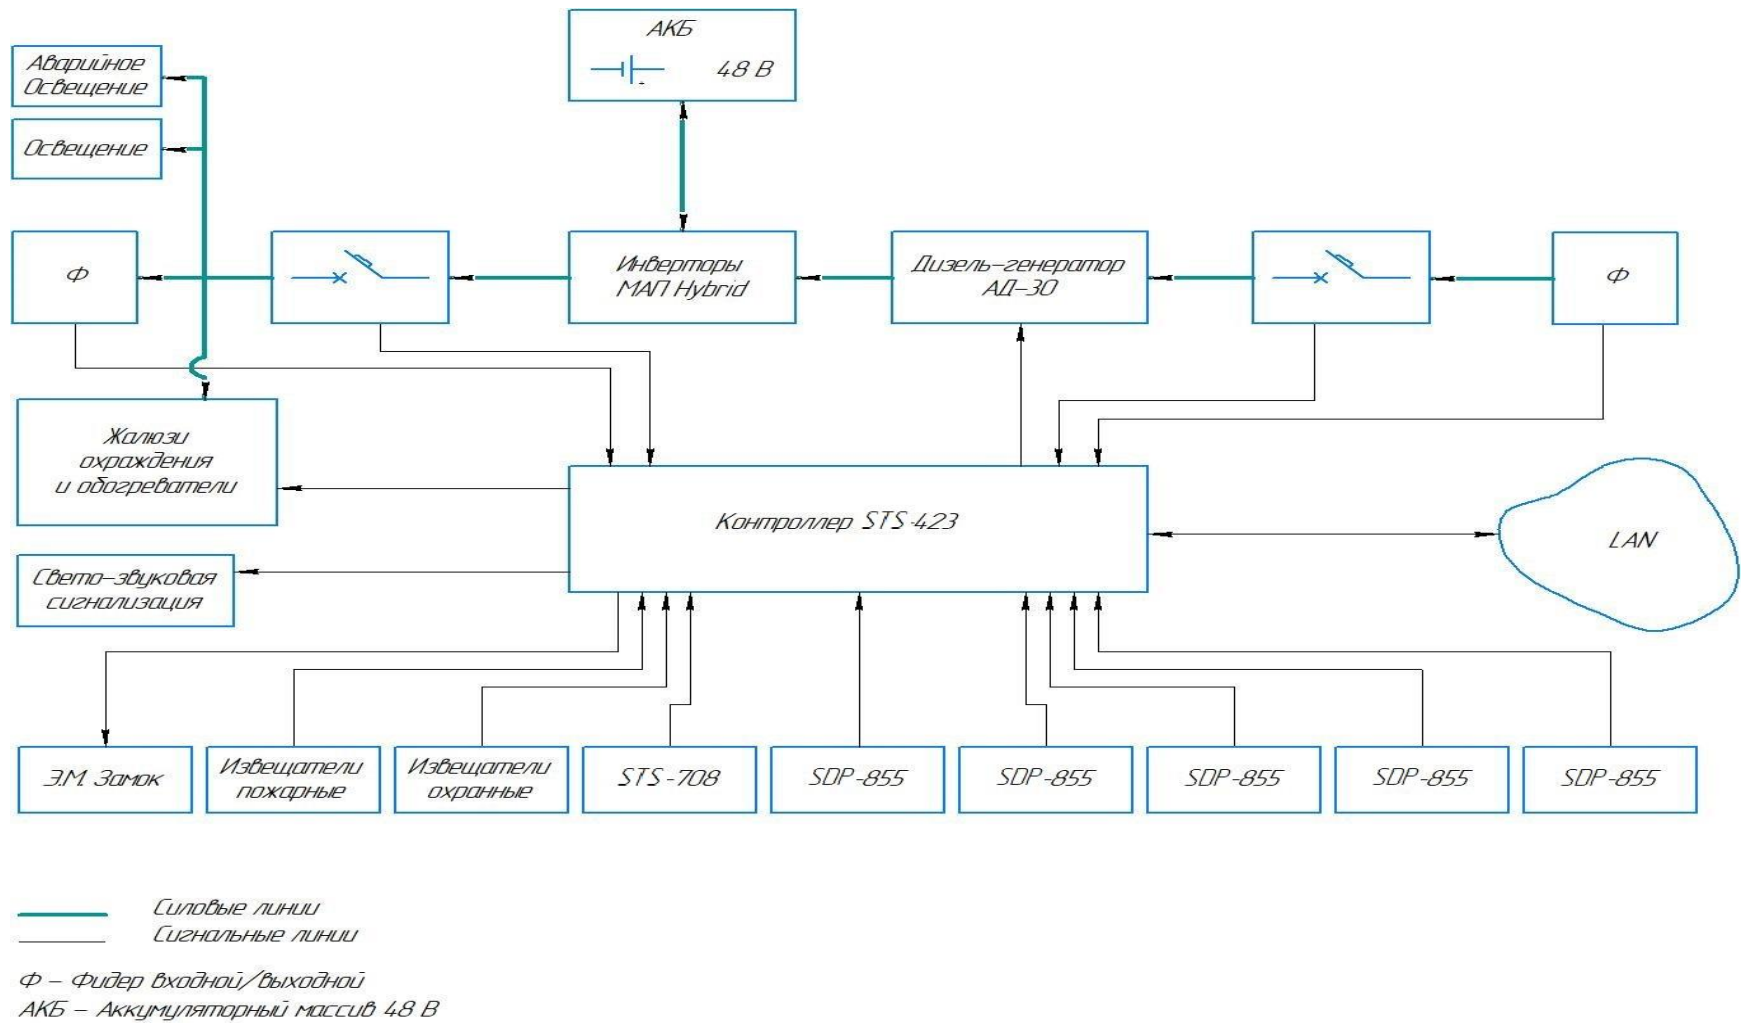 АКБ
48 В
Аварийное
Освещение
Освещение
Ф
Инверторы
МАП Hybrid
Дизель-генератор
АД-30
Ф
Жалюзи
охраждения
и обогреватели
Контроллер STS-423
LAN
Свето-звуковая
сигнализация
Э.М. Замок
Извещатели
пожарные
Извещатели
охранные
STS-708
SDP-855
SDP-855
SDP-855
SDP-855
SDP-855
Силовые линии
Сигнальные линии
Ф - Фидер входной/выходной
АКБ - Аккумуляторный массив 48 В